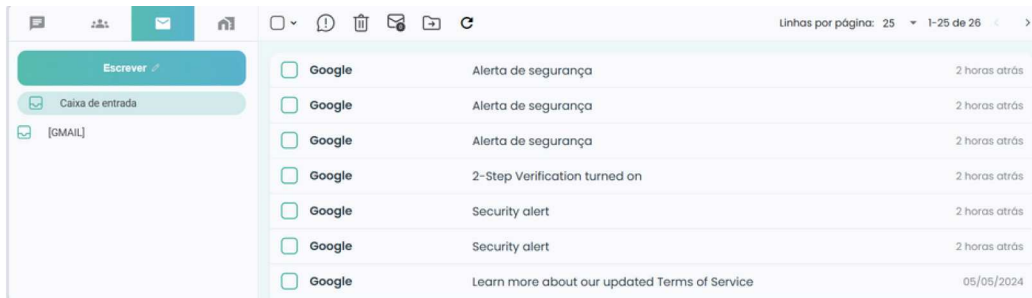 Linhas por página: 25 1-25 de 26
Escrever
Caixa de entrada
[GMAIL]
Google Alerta de segurança 2 horas atrás
Google Alerta de segurança 2 horas atrás
Google Alerta de segurança 2 horas atrás
Google 2-Step Verification turned on 2 horas atrás
Google Security alert 2 horas atrás
Google Security alert 2 horas atrás
Google Learn more about our updated Terms of Service 05/05/2024